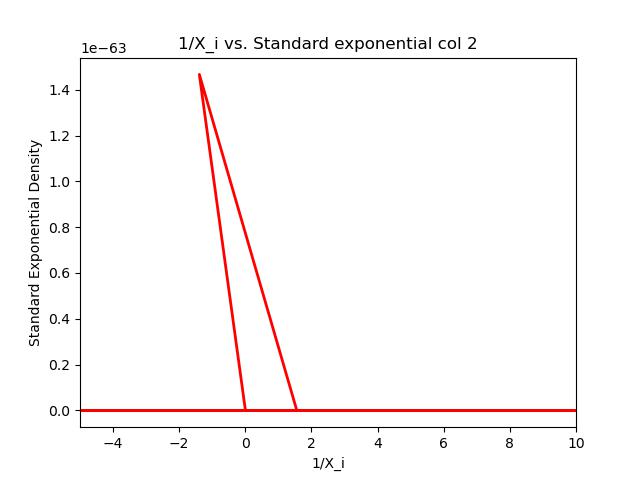 1/X_i vs. Standard exponential col 2
1e−63
Standard Exponential Density
1.4
1.2
1.0
0.8
0.6
0.4
0.2
0.0
−4 −2 0 2 4 6 8 10
1/X_i